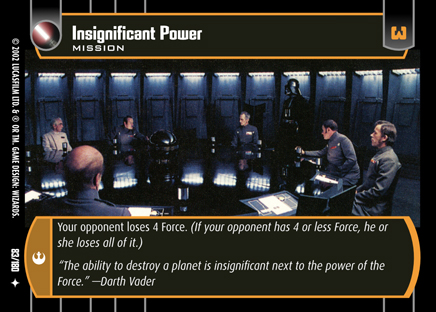 Insignificant Power
MISSION
3
Your opponent loses 4 Force. (If your opponent has 4 or less Force, he or
she loses all of it.)
“The ability to destroy a planet is insignificant next to the power of the
Force.” —Darth Vader
© 2002 LUCASFILM LTD. & ® OR TM. GAME DESIGN: WIZARDS.
83/180